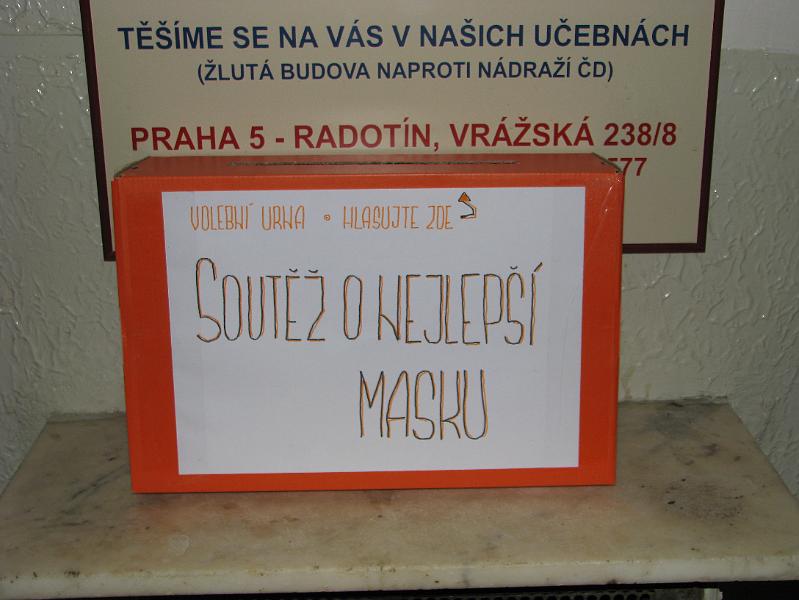 TĚŠÍME SE NA VÁS V NAŠICH UČEBNÁCH
(ŽLUTÁ BUDOVA NAPROTI NÁDRAŽÍ ČD)
PRAHA 5 - RADOTÍN, VRÁŽSKÁ 238/8
577
VOLEBNÍ URNA • HLASUJTE ZDE
SOUTĚŽ O NEJLEPŠÍ
MASKU